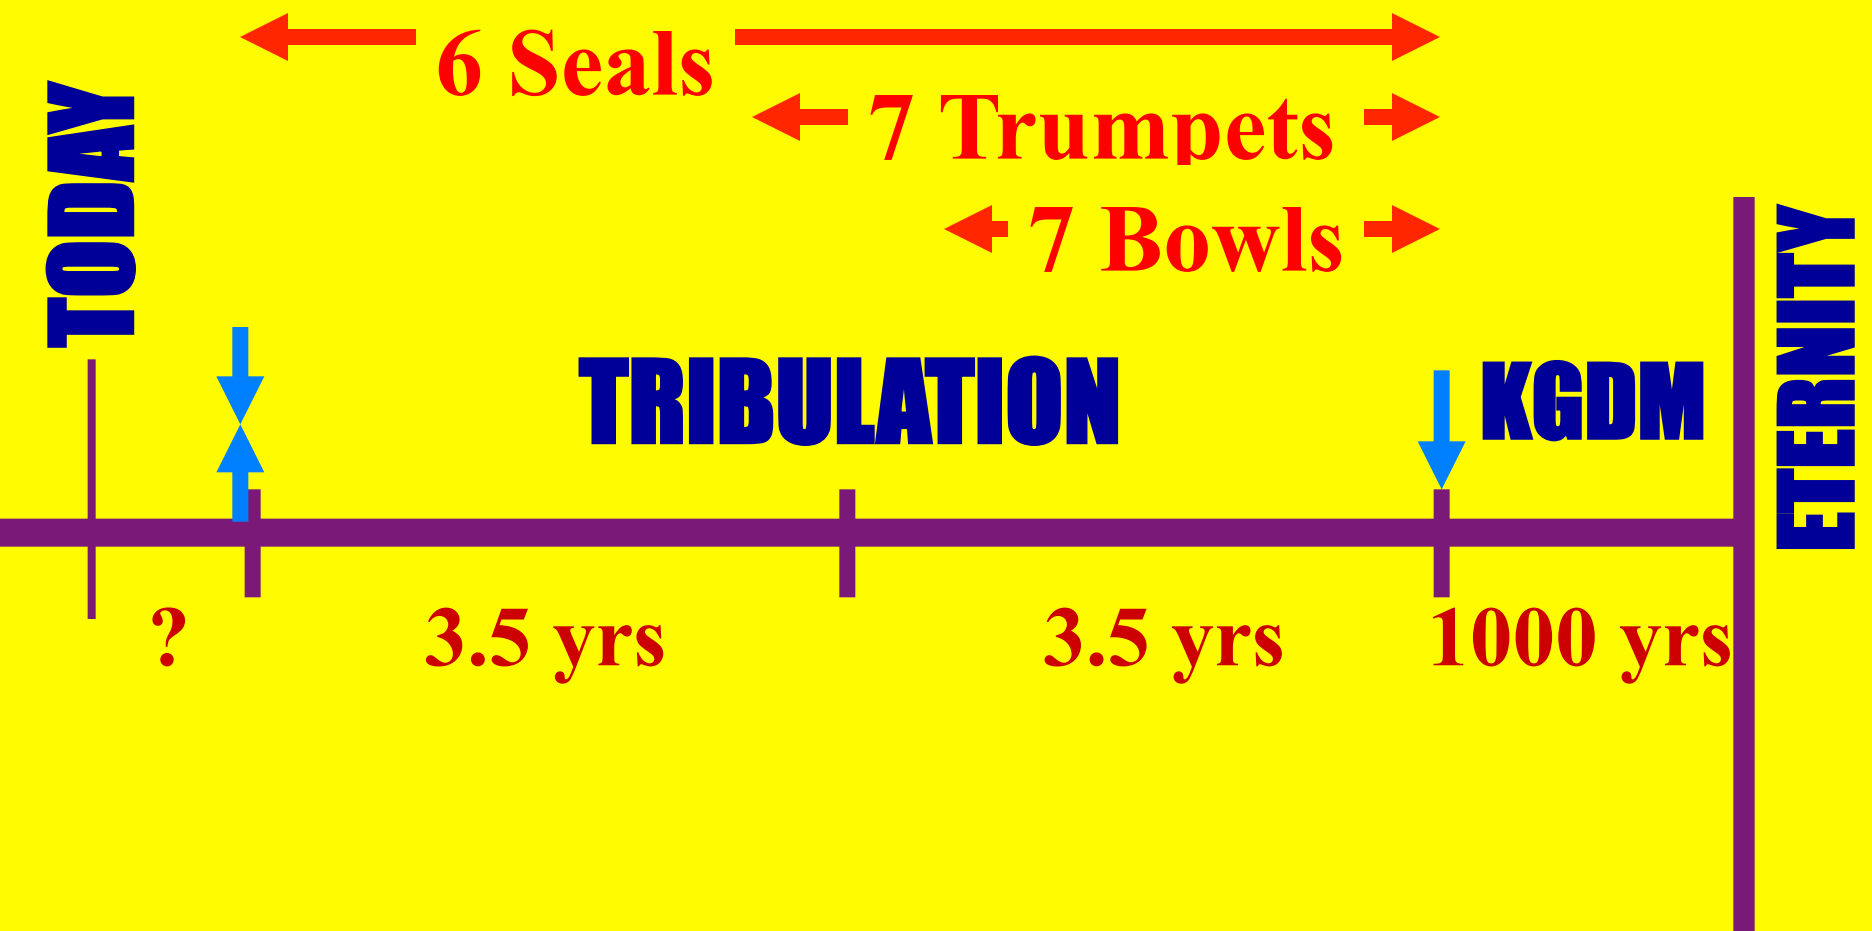 6 Seals
7 Trumpets
7 Bowls
TODAY
TRIBULATION
KGDM
ETERNITY
?
3.5 yrs
3.5 yrs
1000 yrs